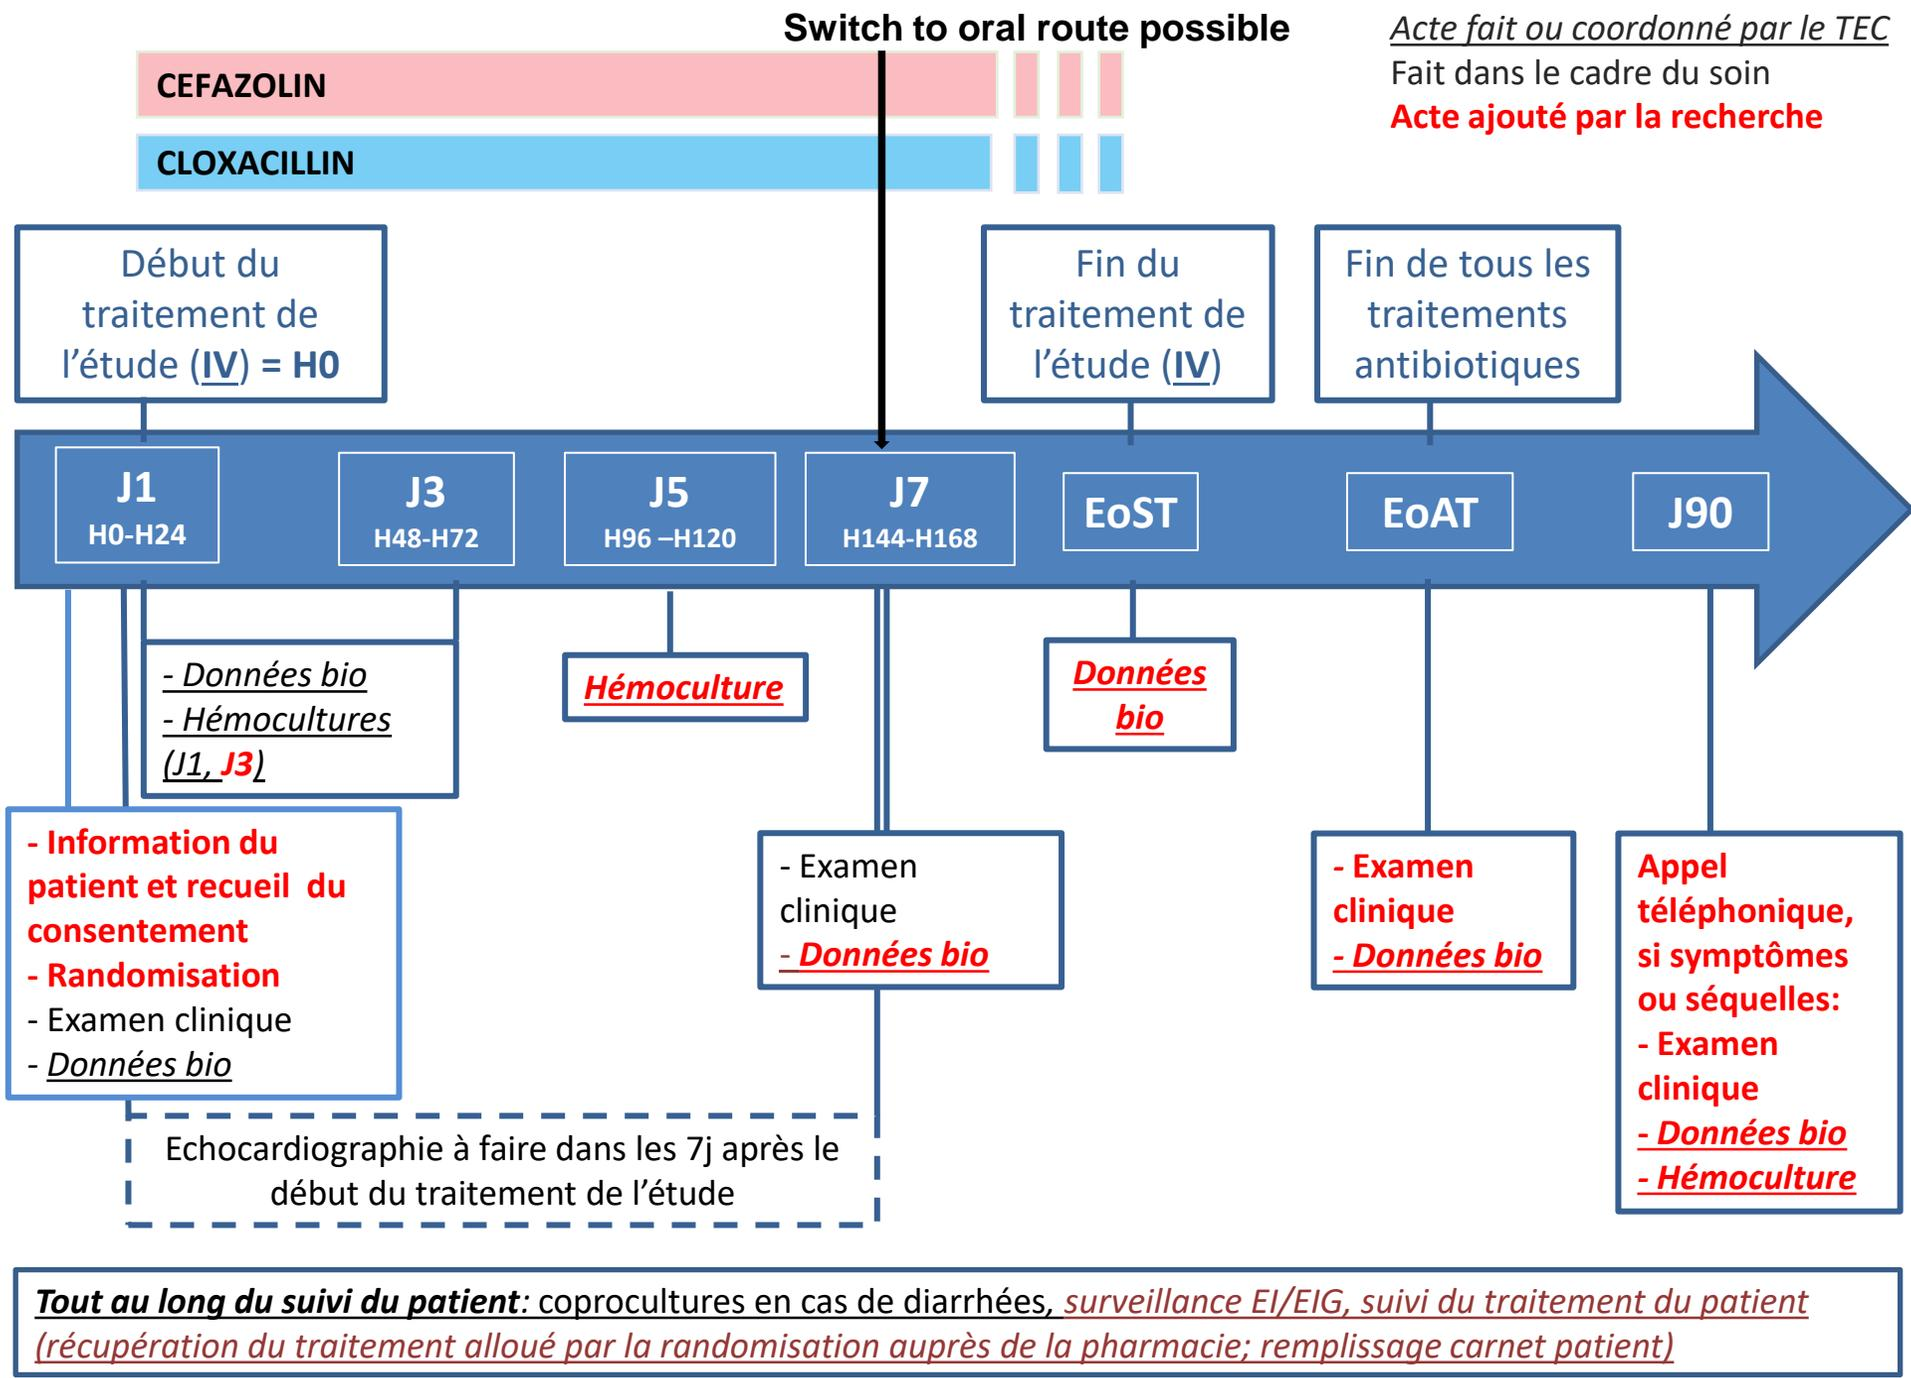 Switch to oral route possible
Acte fait ou coordonné par le TEC
Fait dans le cadre du soin
Acte ajouté par la recherche
CEFAZOLIN
CLOXACILLIN
Début du
traitement de
l'étude (IV) = H0
Fin du
traitement de
l'étude (IV)
Fin de tous les
traitements
antibiotiques
J1
H0-H24
J3
H48-H72
J5
H96 –H120
J7
H144-H168
EoST
EoAT
J90
- Données bio
- Hémocultures
(J1, J3)
Hémoculture
Données
bio
- Information du
patient et recueil du
consentement
- Randomisation
- Examen clinique
- Données bio
- Examen
clinique
- Données bio
- Examen
clinique
- Données bio
Appel
téléphonique,
si symptômes
ou séquelles:
- Examen
clinique
- Données bio
- Hémoculture
Echocardiographie à faire dans les 7j après le
début du traitement de l'étude
Tout au long du suivi du patient: coprocultures en cas de diarrhées, surveillance EI/EIG, suivi du traitement du patient
(récupération du traitement alloué par la randomisation auprès de la pharmacie; remplissage carnet patient)